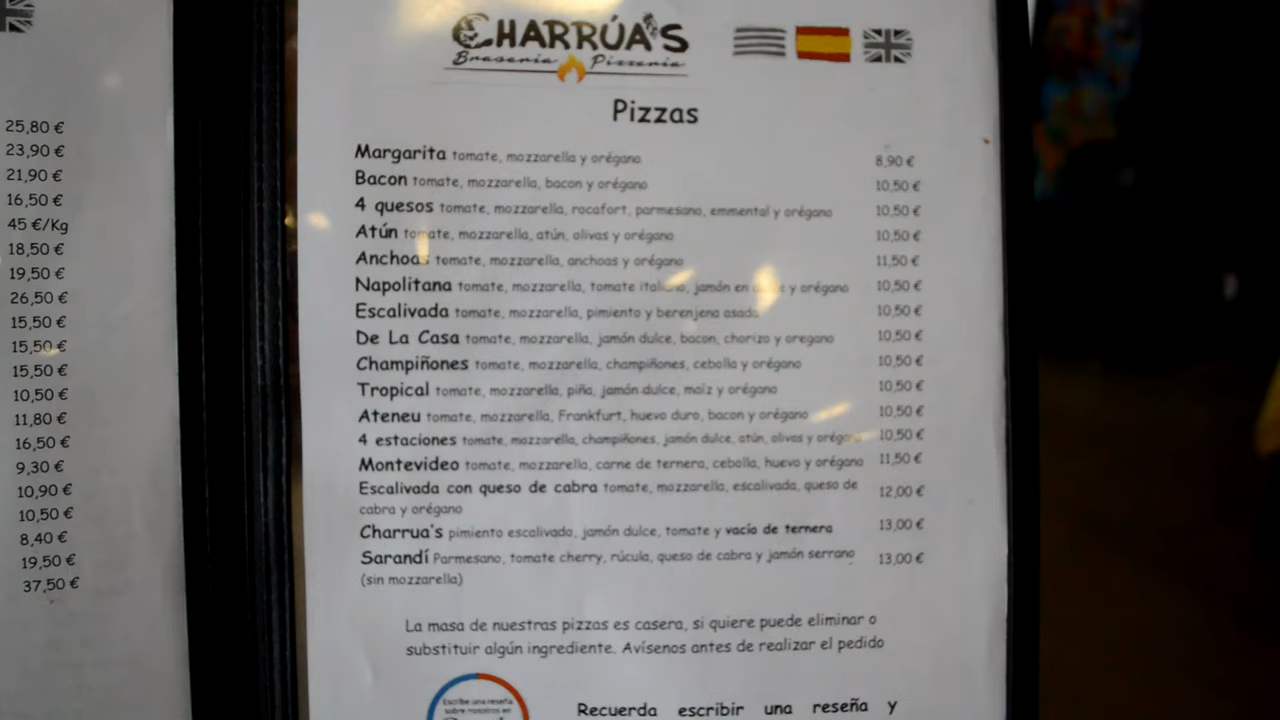 25,80 €
23,90 €
21,90 €
16,50 €
45 €/Kg
18,50 €
19,50 €
26,50 €
15,50 €
15,50 €
15,50 €
10,50 €
11,80 €
16,50 €
9,30 €
10,90 €
10,50 €
8,40 €
19,50 €
37,50 €
CHARRÚA'S
Braseria Pizzeria
Pizzas
Margarita tomate, mozzarella y orégano 8,90 €
Bacon tomate, mozzarella, bacon y orégano 10,50 €
4 quesos tomate, mozzarella, rocafort, parmesano, emmental y orégano 10,50 €
Atún tomate, mozzarella, atún, olivas y orégano 10,50 €
Anchoas tomate, mozzarella, anchoas y orégano 11,50 €
Napolitana tomate, mozzarella, tomate italiano, jamón en dulce y orégano 10,50 €
Escalivada tomate, mozzarella, pimiento y berenjena asada 10,50 €
De La Casa tomate, mozzarella, jamón dulce, bacon, chorizo y oregano 10,50 €
Champiñones tomate, mozzarella, champiñones, cebolla y orégano 10,50 €
Tropical tomate, mozzarella, piña, jamón dulce, maíz y orégano 10,50 €
Ateneu tomate, mozzarella, Frankfurt, huevo duro, bacon y orégano 10,50 €
4 estaciones tomate, mozzarella, champiñones, jamón dulce, atún, olivas y orégano 10,50 €
Montevideo tomate, mozzarella, carne de ternera, cebolla, huevo y orégano 11,50 €
Escalivada con queso de cabra tomate, mozzarella, escalivada, queso de 12,00 €
cabra y orégano
Charrua's pimiento escalivado, jamón dulce, tomate y vacío de ternera 13,00 €
Sarandí Parmesano, tomate cherry, rúcula, queso de cabra y jamón serrano 13,00 €
(sin mozzarella)
La masa de nuestras pizzas es casera, si quiere puede eliminar o
substituir algún ingrediente. Avísenos antes de realizar el pedido
Escribe una reseña
sobre nosotros en
Recuerda escribir una reseña y